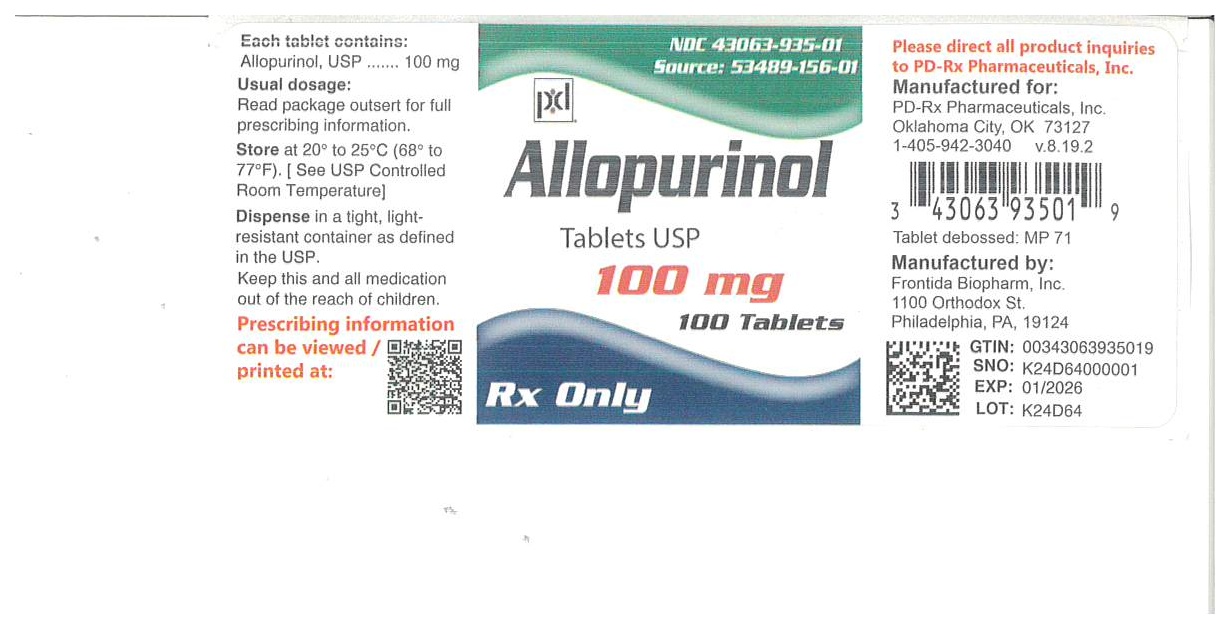 Each tablet contains:
Allopurinol, USP ....... 100 mg
Usual dosage:
Read package outsert for full
prescribing information.
Store at 20° to 25°C (68° to
77°F). [ See USP Controlled
Room Temperature]
Dispense in a tight, light-
resistant container as defined
in the USP.
Keep this and all medication
out of the reach of children.
Prescribing information
can be viewed /
printed at:
NDC 43063-935-01
Source: 53489-156-01
pxd
Allopurinol
Tablets USP
100 mg
100 Tablets
Rx Only
Please direct all product inquiries
to PD-Rx Pharmaceuticals, Inc.
Manufactured for:
PD-Rx Pharmaceuticals, Inc.
Oklahoma City, OK 73127
1-405-942-3040 v.8.19.2
3 43063 93501 9
Tablet debossed: MP 71
Manufactured by:
Frontida Biopharm, Inc.
1100 Orthodox St.
Philadelphia, PA, 19124
GTIN: 00343063935019
SNO: K24D64000001
EXP: 01/2026
LOT: K24D64